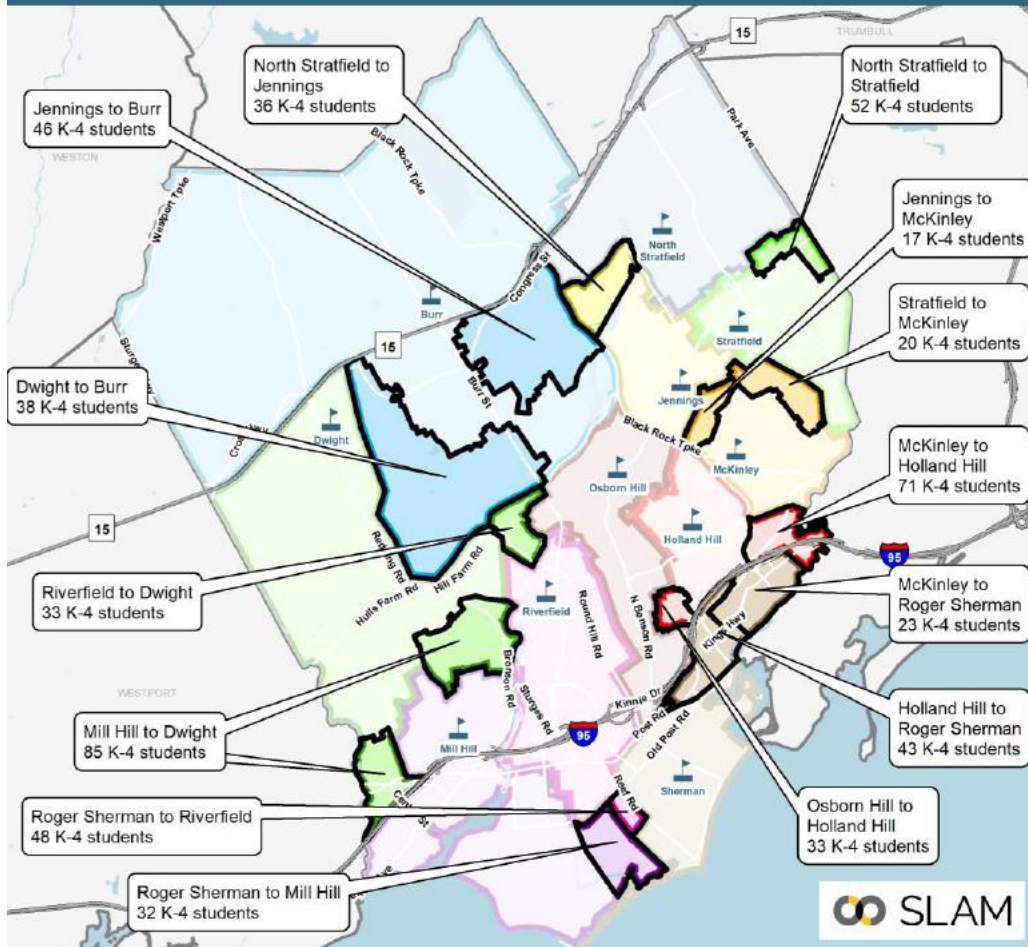 15
TRUMBULL
North Stratfield to
Jennings
36 K-4 students
North Stratfield to
Stratfield
52 K-4 students
Jennings to Burr
46 K-4 students
Black Rock Tpke
Park Ave
WESTON
Westport Tpke
Jennings to
McKinley
17 K-4 students
North
Stratfield
Congress St
Burr
Stratfield to
McKinley
20 K-4 students
Stratfield
15
Dwight to Burr
38 K-4 students
Burr St
Jennings
Dwight
Black Rock Tpke
McKinley
McKinley to
Holland Hill
71 K-4 students
Osborn Hill
Holland Hill
15
95
Redding Rd
Hill Farm Rd
Hulls Farm Rd
Riverfield to Dwight
33 K-4 students
Riverfield
Round Hill Rd
N Benson Rd
Kings Hwy
McKinley to
Roger Sherman
23 K-4 students
Bronson Rd
Sturges Rd
Kinnie Dr
WESTPORT
Post Rd
Old Post Rd
Holland Hill to
Roger Sherman
43 K-4 students
Mill Hill to Dwight
85 K-4 students
Mill Hill
95
Sherman
Reef Rd
Roger Sherman to Riverfield
48 K-4 students
Osborn Hill to
Holland Hill
33 K-4 students
Roger Sherman to Mill Hill
32 K-4 students
SLAM